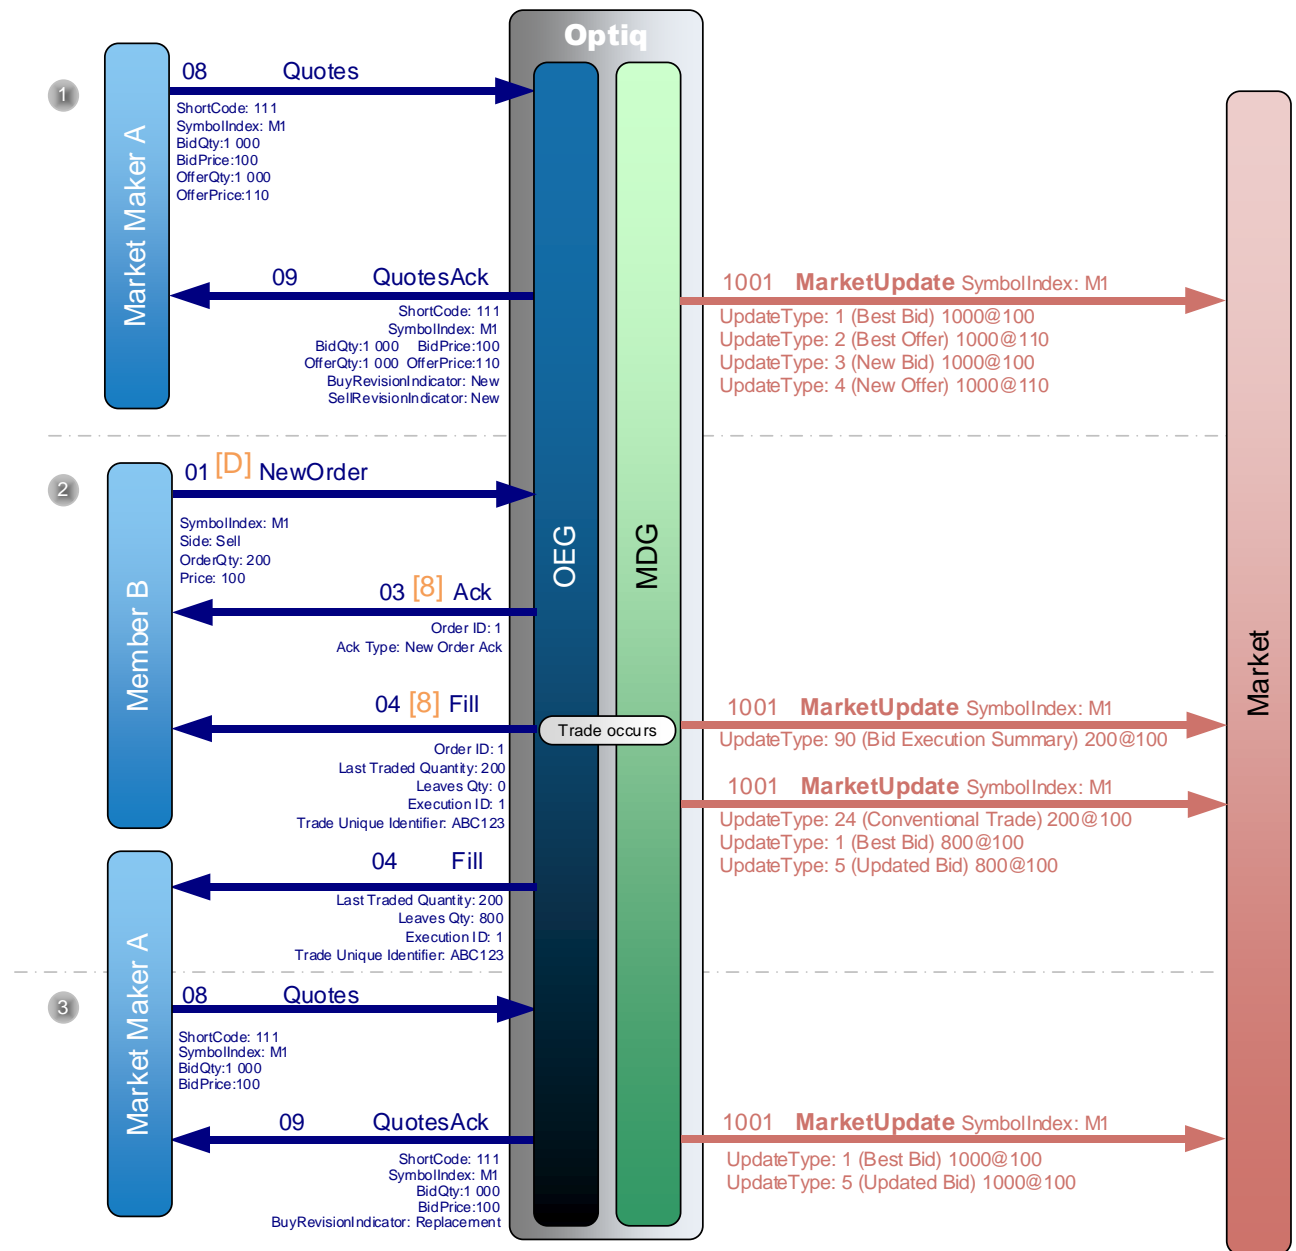 Optiq
1
Market Maker A
08 Quotes
ShortCode: 111
SymbolIndex: M1
BidQty:1 000
BidPrice:100
OfferQty:1 000
OfferPrice:110
09 QuotesAck
ShortCode: 111
SymbolIndex: M1
BidQty:1 000 BidPrice:100
OfferQty:1 000 OfferPrice:110
BuyRevisionIndicator: New
SellRevisionIndicator: New
1001 MarketUpdate SymbolIndex: M1
UpdateType: 1 (Best Bid) 1000@100
UpdateType: 2 (Best Offer) 1000@110
UpdateType: 3 (New Bid) 1000@100
UpdateType: 4 (New Offer) 1000@110
OEG
MDG
Market
2
Member B
01 [D] NewOrder
SymbolIndex: M1
Side: Sell
OrderQty: 200
Price: 100
03 [8] Ack
Order ID: 1
Ack Type: New Order Ack
04 [8] Fill
Order ID: 1
Last Traded Quantity: 200
Leaves Qty: 0
Execution ID: 1
Trade Unique Identifier: ABC123
Trade occurs
1001 MarketUpdate SymbolIndex: M1
UpdateType: 90 (Bid Execution Summary) 200@100
1001 MarketUpdate SymbolIndex: M1
UpdateType: 24 (Conventional Trade) 200@100
UpdateType: 1 (Best Bid) 800@100
UpdateType: 5 (Updated Bid) 800@100
Market Maker A
04 Fill
Last Traded Quantity: 200
Leaves Qty: 800
Execution ID: 1
Trade Unique Identifier: ABC123
3
08 Quotes
ShortCode: 111
SymbolIndex: M1
BidQty:1 000
BidPrice:100
09 QuotesAck
ShortCode: 111
SymbolIndex: M1
BidQty:1 000
BidPrice:100
BuyRevisionIndicator: Replacement
1001 MarketUpdate SymbolIndex: M1
UpdateType: 1 (Best Bid) 1000@100
UpdateType: 5 (Updated Bid) 1000@100